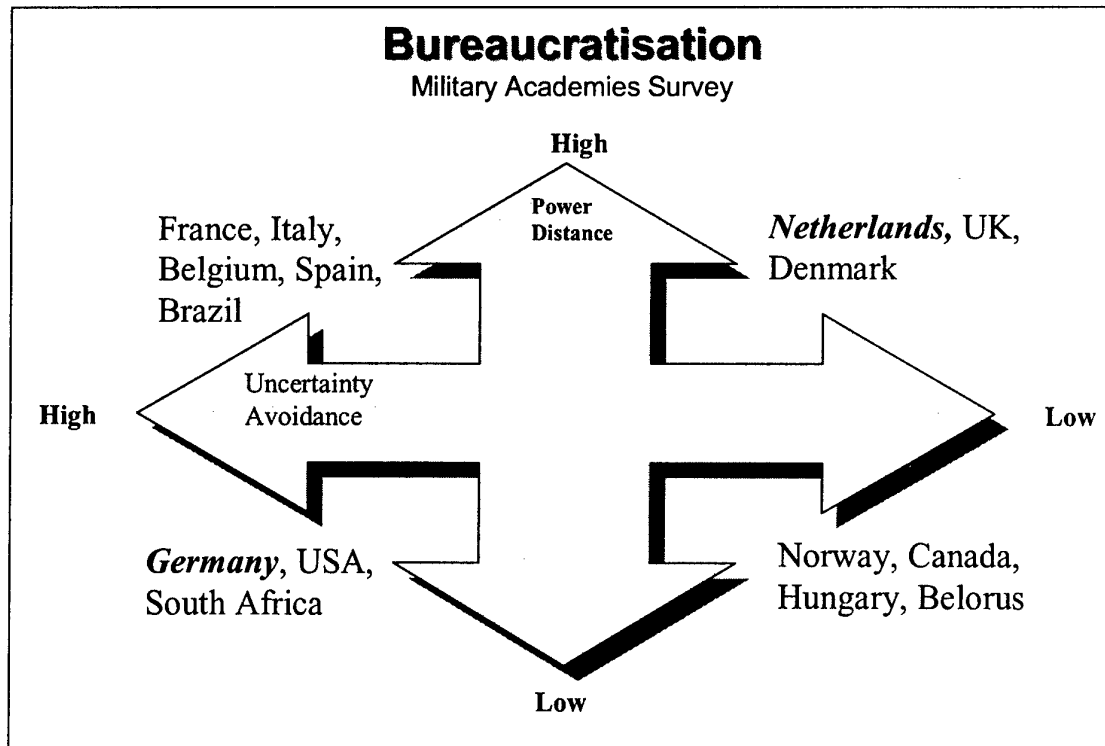 Bureaucratisation
Military Academies Survey
High
Power
Distance
France, Italy,
Belgium, Spain,
Brazil
Netherlands, UK,
Denmark
Uncertainty
Avoidance
High
Low
Germany, USA,
South Africa
Norway, Canada,
Hungary, Belorus
Low